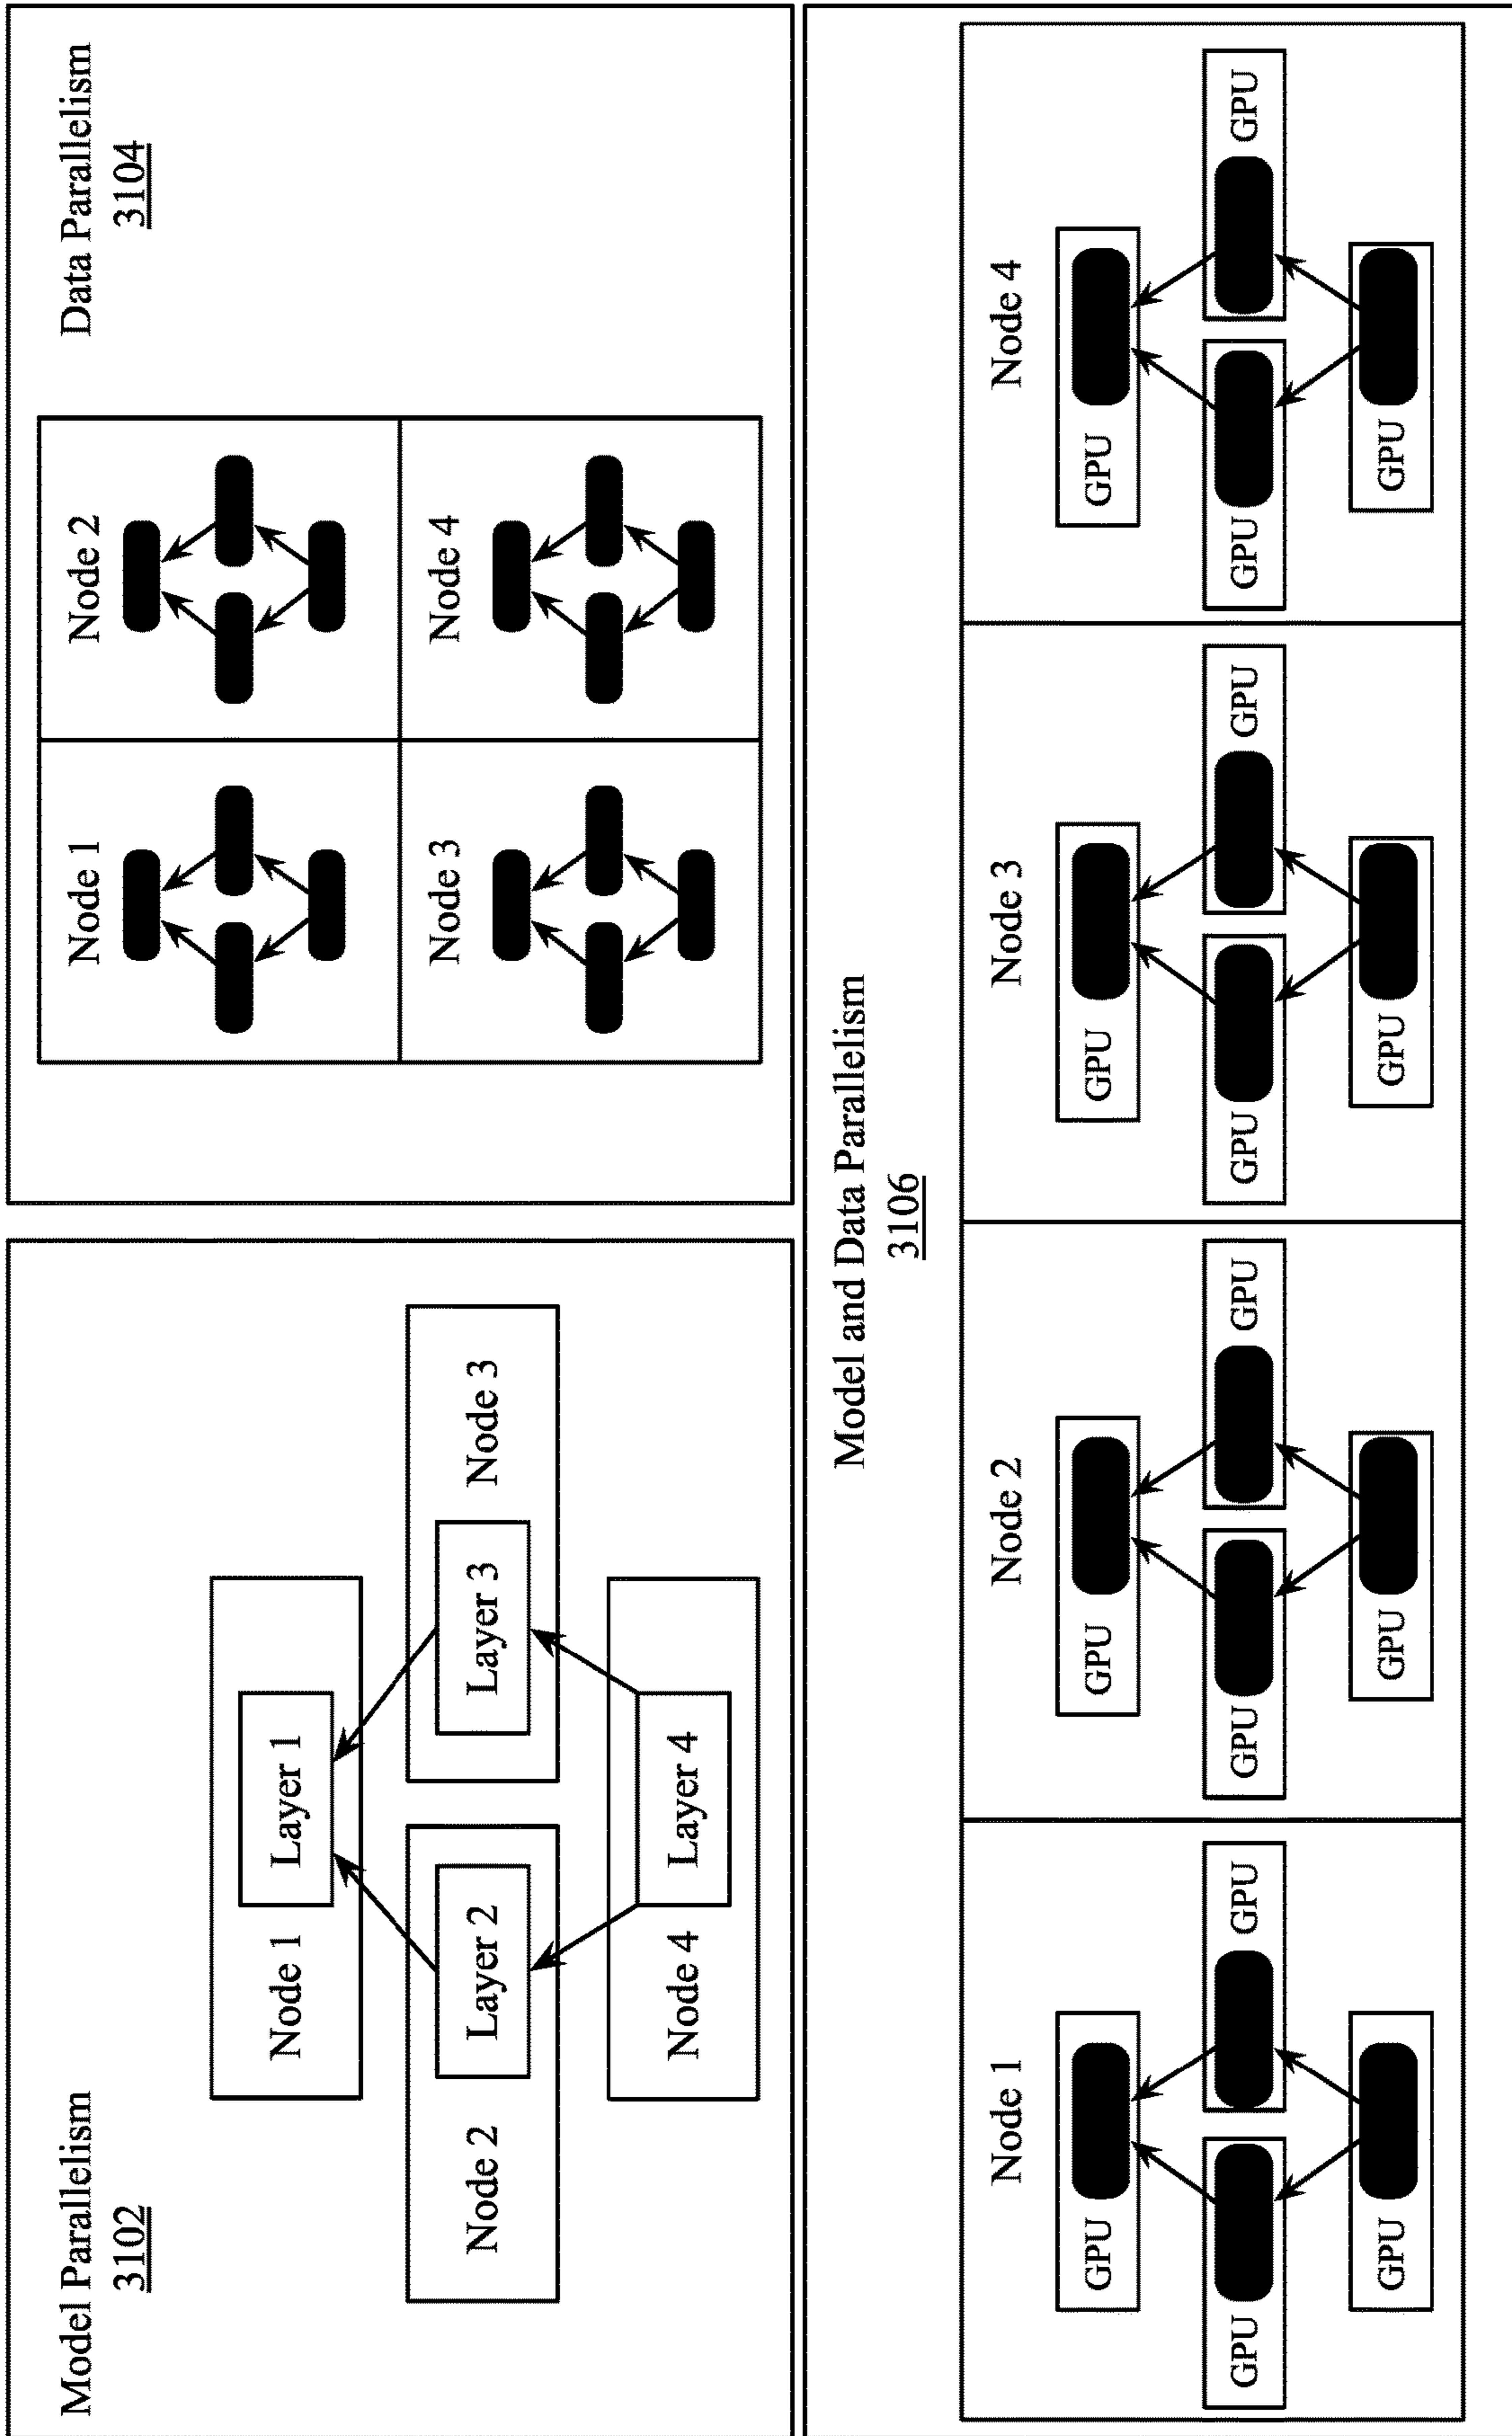 Model Parallelism
3102
Node 1
Layer 1
Node 2
Layer 2
Layer 3
Node 3
Node 4
Layer 4
Data Parallelism
3104
Node 1
Node 2
Node 3
Node 4
Model and Data Parallelism
3106
Node 1
GPU
GPU
GPU
GPU
Node 2
GPU
GPU
GPU
GPU
Node 3
GPU
GPU
GPU
GPU
Node 4
GPU
GPU
GPU
GPU